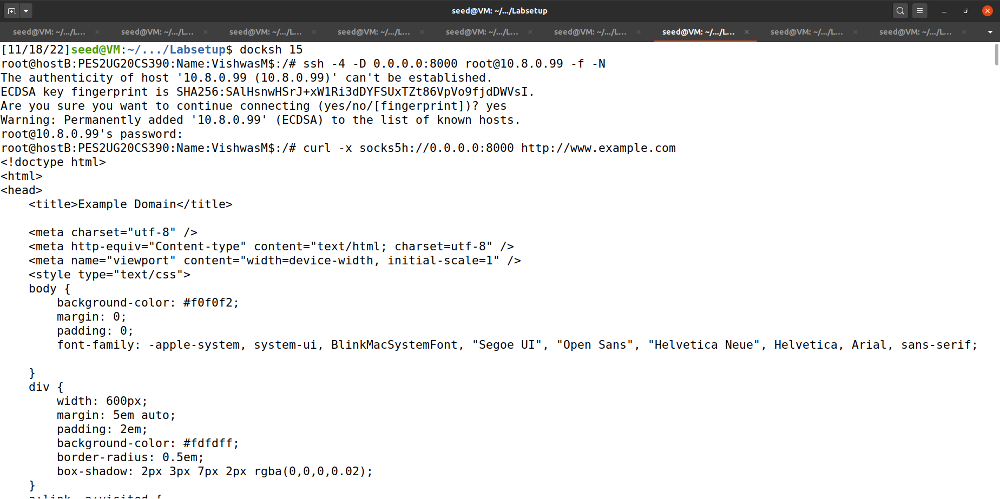 seed@VM: ~/.../Labsetup
seed@VM: ~/.../L... seed@VM: ~/.../L... seed@VM: ~/.../L... seed@VM: ~/.../L... seed@VM: ~/.../L... seed@VM: ~/.../L... seed@VM: ~/.../L... seed@VM: ~/.../L... seed@VM: ~/.../L...
[11/18/22]seed@VM:~/.../Labsetup$ docksh 15
root@hostB:PES2UG20CS390:Name:VishwasM$:/# ssh -4 -D 0.0.0.0:8000 root@10.8.0.99 -f -N
The authenticity of host '10.8.0.99 (10.8.0.99)' can't be established.
ECDSA key fingerprint is SHA256:SAlHsnwHSrJ+xW1Ri3dDYFSUxTZt86VpVo9fjdDWVsI.
Are you sure you want to continue connecting (yes/no/[fingerprint])? yes
Warning: Permanently added '10.8.0.99' (ECDSA) to the list of known hosts.
root@10.8.0.99's password:
root@hostB:PES2UG20CS390:Name:VishwasM$:/# curl -x socks5h://0.0.0.0:8000 http://www.example.com
<!doctype html>
<html>
<head>
    <title>Example Domain</title>

    <meta charset="utf-8" />
    <meta http-equiv="Content-type" content="text/html; charset=utf-8" />
    <meta name="viewport" content="width=device-width, initial-scale=1" />
    <style type="text/css">
    body {
        background-color: #f0f0f2;
        margin: 0;
        padding: 0;
        font-family: -apple-system, system-ui, BlinkMacSystemFont, "Segoe UI", "Open Sans", "Helvetica Neue", Helvetica, Arial, sans-serif;

    }
    div {
        width: 600px;
        margin: 5em auto;
        padding: 2em;
        background-color: #fdfdff;
        border-radius: 0.5em;
        box-shadow: 2px 3px 7px 2px rgba(0,0,0,0.02);
    }
    a:link, a:visited {